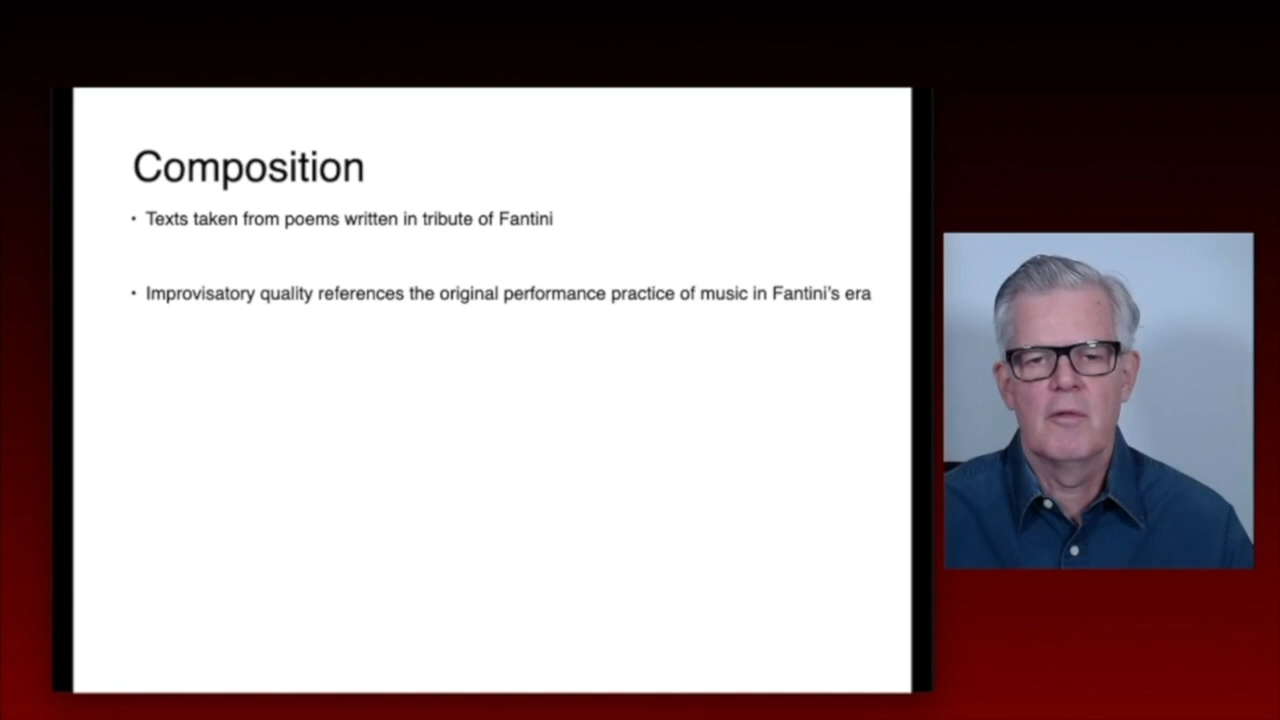 Composition
• Texts taken from poems written in tribute of Fantini
• Improvisatory quality references the original performance practice of music in Fantini's era